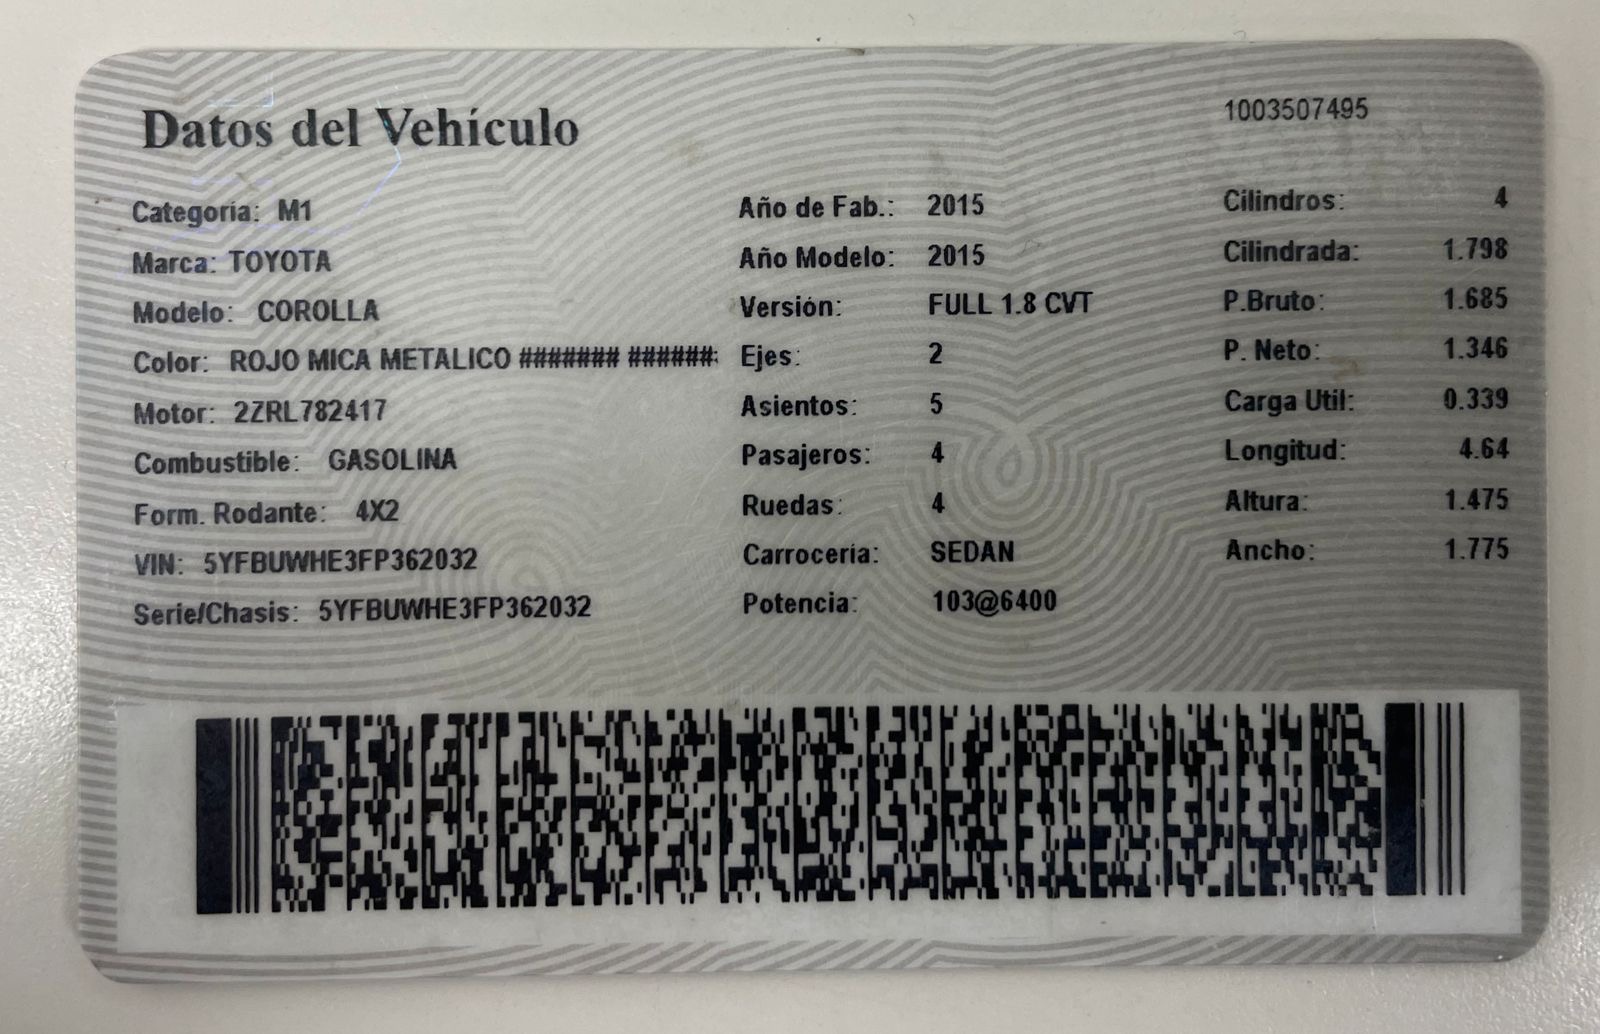 Datos del Vehículo
1003507495
Categoría: M1
Marca: TOYOTA
Modelo: COROLLA
Color: ROJO MICA METALICO ####### ######
Motor: 2ZRL782417
Combustible: GASOLINA
Form. Rodante: 4X2
VIN: 5YFBUWHE3FP362032
Serie/Chasis: 5YFBUWHE3FP362032
Año de Fab.: 2015
Año Modelo: 2015
Versión: FULL 1.8 CVT
Ejes: 2
Asientos: 5
Pasajeros: 4
Ruedas: 4
Carrocería: SEDAN
Potencia: 103@6400
Cilindros: 4
Cilindrada: 1.798
P.Bruto: 1.685
P. Neto: 1.346
Carga Util: 0.339
Longitud: 4.64
Altura: 1.475
Ancho: 1.775